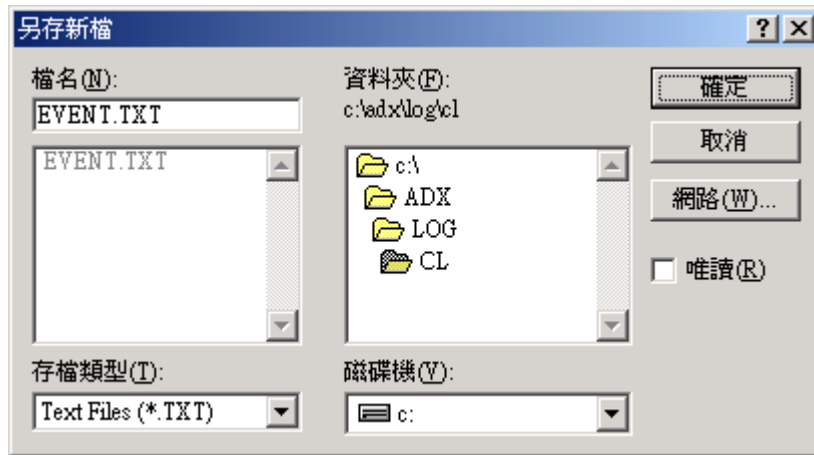 另存新檔
檔名(N):
EVENT.TXT
EVENT.TXT
資料夾(F):
c:\adx\log\cl
c:\
ADX
LOG
CL
確定
取消
網路(W)...
唯讀(R)
存檔類型(T):
Text Files (*.TXT)
磁碟機(V):
c: